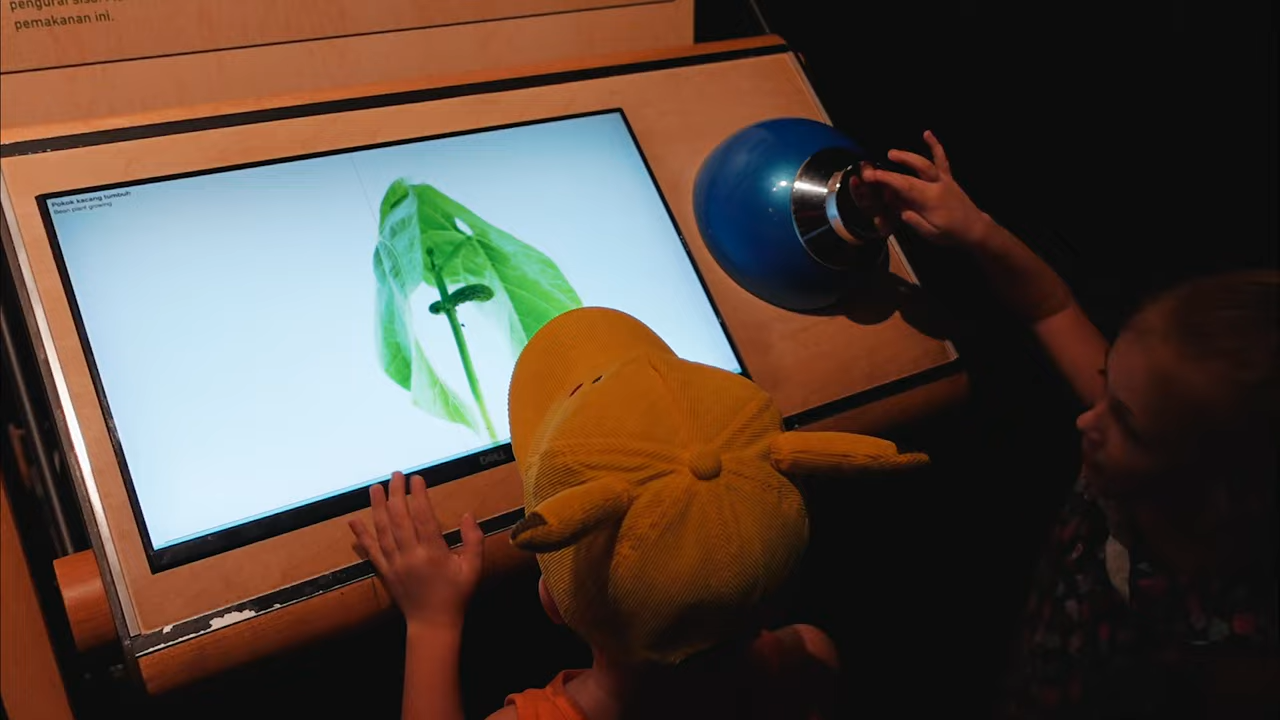 pengurai sisa.
pemakanan ini.
Pokok kacang tumbuh
Bean plant growing
DELL